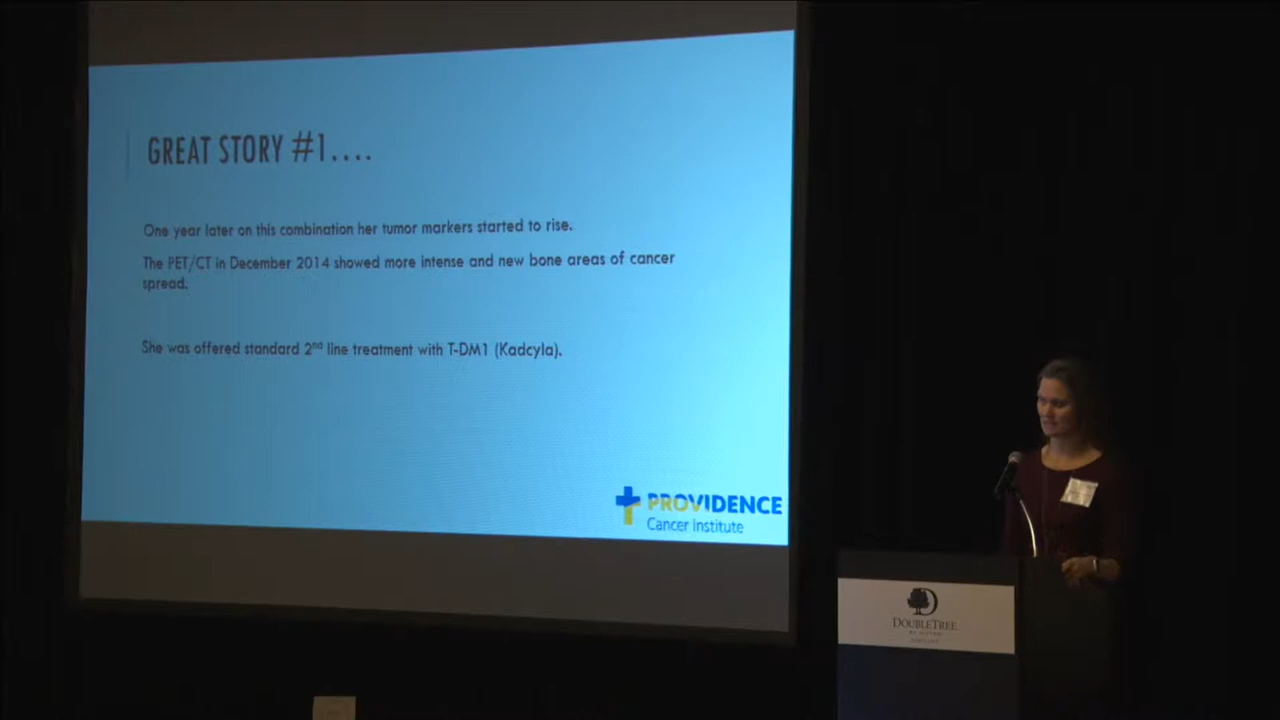 GREAT STORY #1....
One year later on this combination her tumor markers started to rise.
The PET/CT in December 2014 showed more intense and new bone areas of cancer
spread.
She was offered standard 2nd line treatment with T-DM1 (Kadcyla).
PROVIDENCE
Cancer Institute
DOUBLETREE